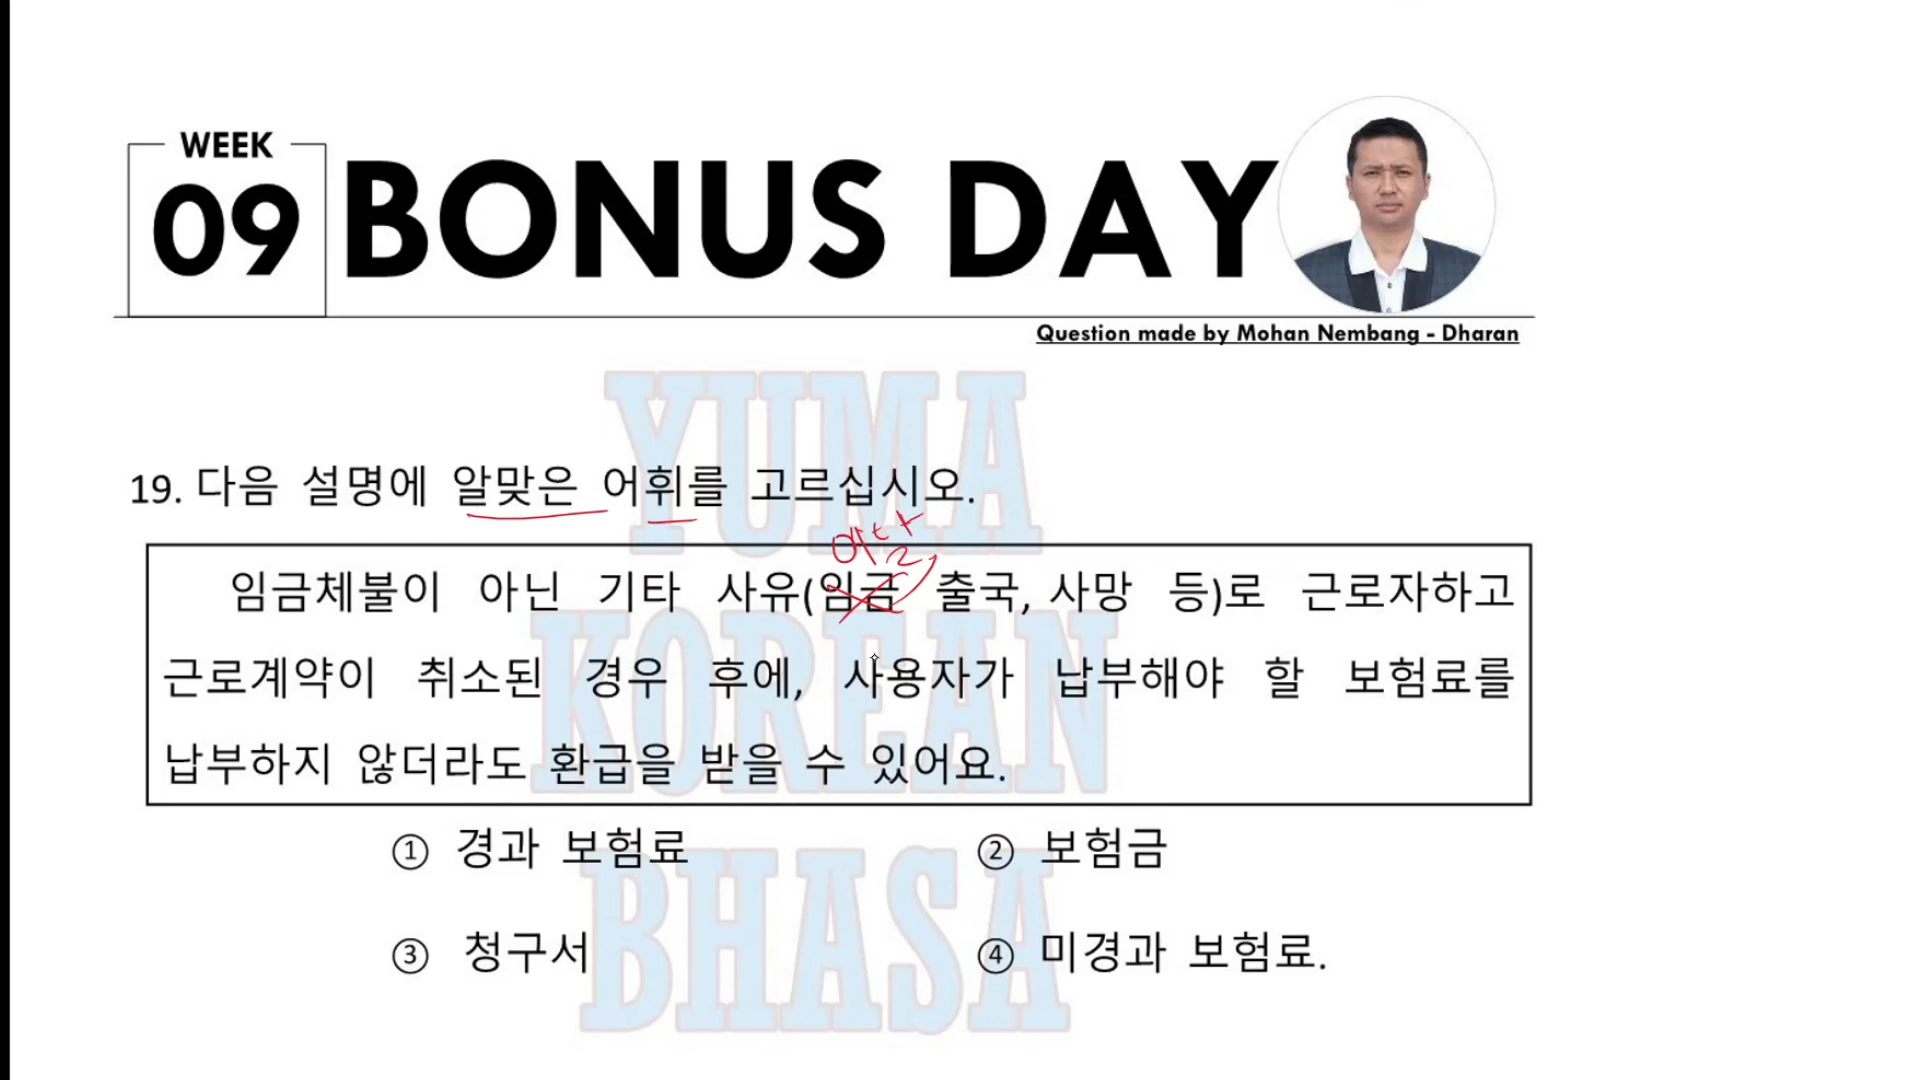 WEEK
09
BONUS DAY
Question made by Mohan Nembang - Dharan
YUMA
KOREAN
BHASA
19. 다음 설명에 알맞은 어휘를 고르십시오.
임금체불이 아닌 기타 사유(임금 출국, 사망 등)로 근로자하고
근로계약이 취소된 경우 후에, 사용자가 납부해야 할 보험료를
납부하지 않더라도 환급을 받을 수 있어요.
① 경과 보험료
② 보험금
③ 청구서
④ 미경과 보험료.